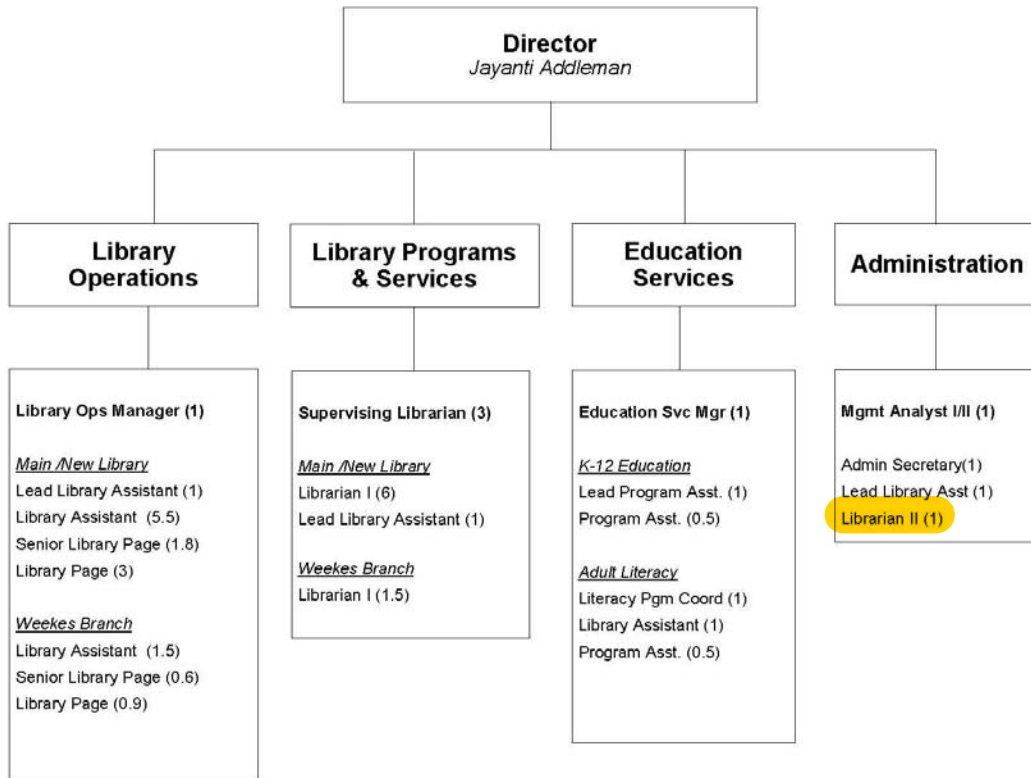 Director
Jayanti Addleman
Library
Operations
Library Programs
& Services
Education
Services
Administration
Library Ops Manager (1)
Main /New Library
Lead Library Assistant (1)
Library Assistant (5.5)
Senior Library Page (1.8)
Library Page (3)
Weekes Branch
Library Assistant (1.5)
Senior Library Page (0.6)
Library Page (0.9)
Supervising Librarian (3)
Main /New Library
Librarian I (6)
Lead Library Assistant (1)
Weekes Branch
Librarian I (1.5)
Education Svc Mgr (1)
K-12 Education
Lead Program Asst. (1)
Program Asst. (0.5)
Adult Literacy
Literacy Pgm Coord (1)
Library Assistant (1)
Program Asst. (0.5)
Mgmt Analyst I/II (1)
Admin Secretary(1)
Lead Library Asst (1)
Librarian II (1)